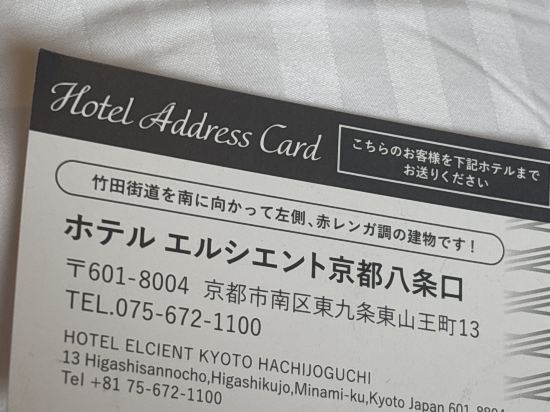 Hotel Address Card
こちらのお客様を下記ホテルまで
お送りください
竹田街道を南に向かって左側、赤レンガ調の建物です！
ホテル エルシエント京都八条口
〒601-8004 京都市南区東九条東山王町13
TEL.075-672-1100
HOTEL ELCIENT KYOTO HACHIJOGUCHI
13 Higashisannocho,Higashikujo,Minami-ku,Kyoto Japan 601-8004
Tel +81 75-672-1100